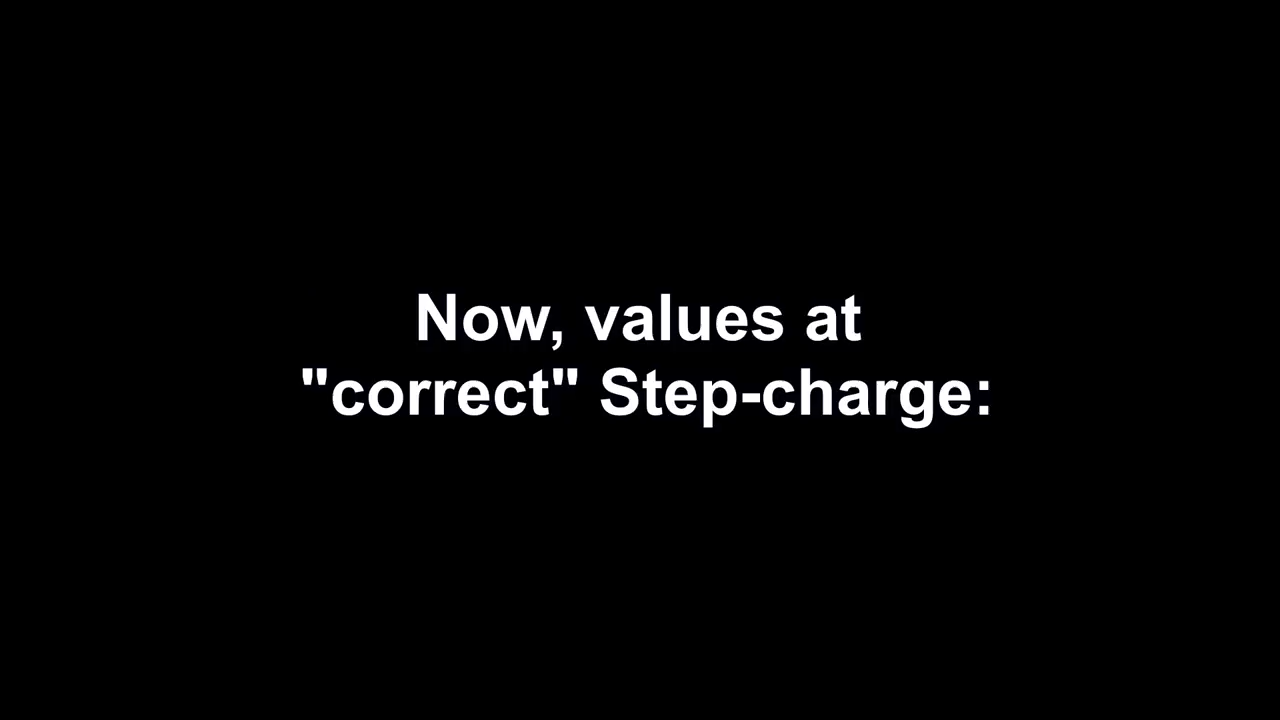 Now, values at
"correct" Step-charge: